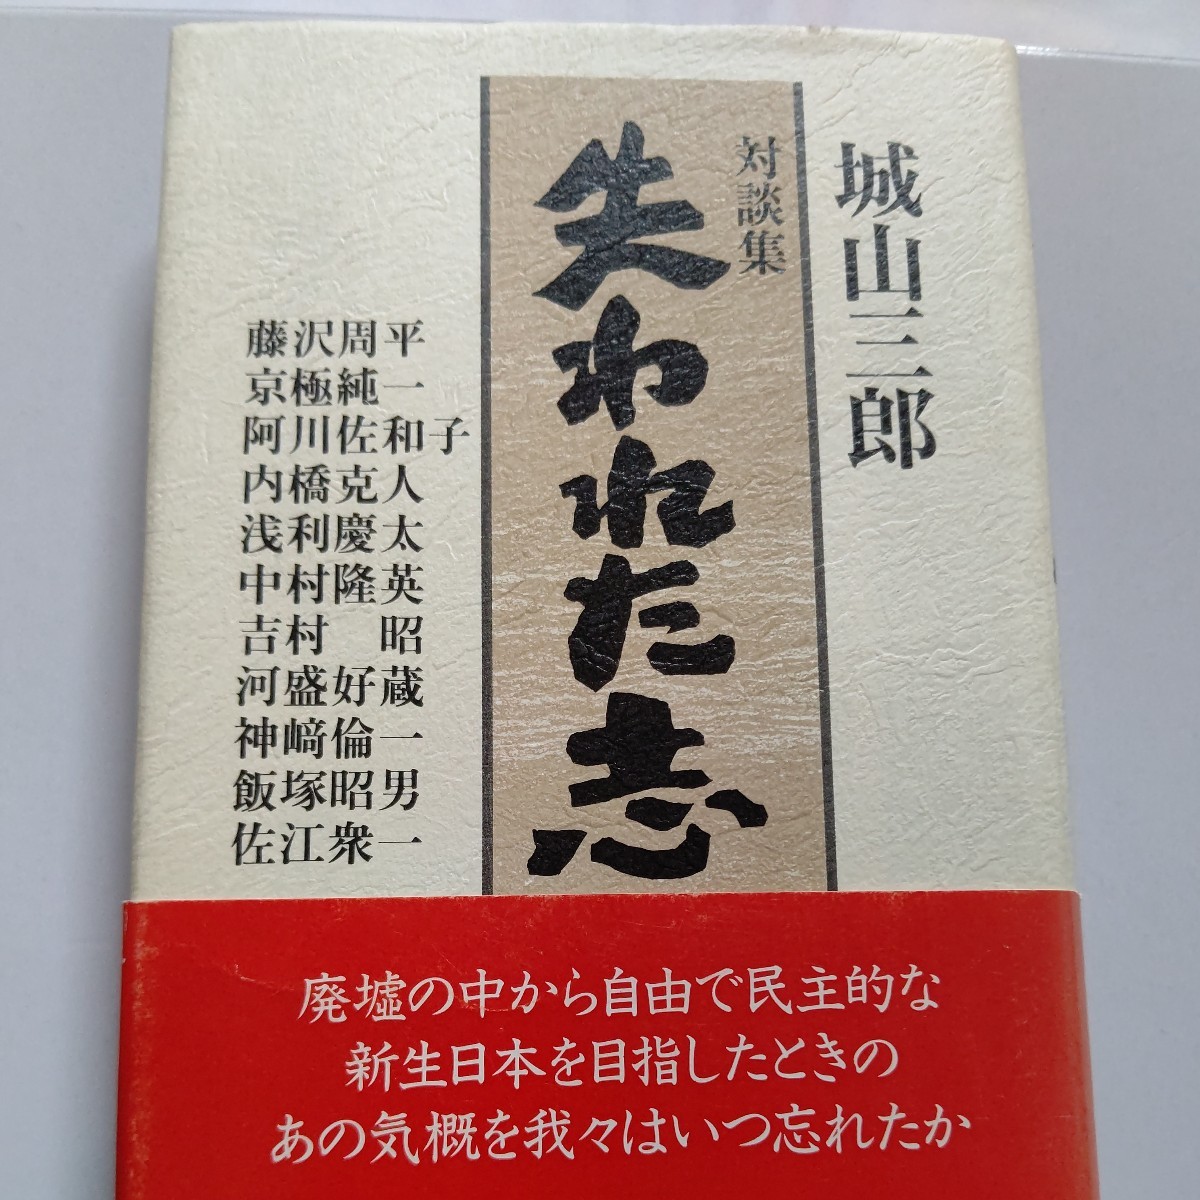 城山三郎
対談集
失われた志
藤沢周平
京極純一
阿川佐和子
内橋克人
浅利慶太
中村隆英
吉村 昭
河盛好蔵
神﨑倫一
飯塚昭男
佐江衆一
廃墟の中から自由で民主的な
新生日本を目指したときの
あの気概を我々はいつ忘れたか